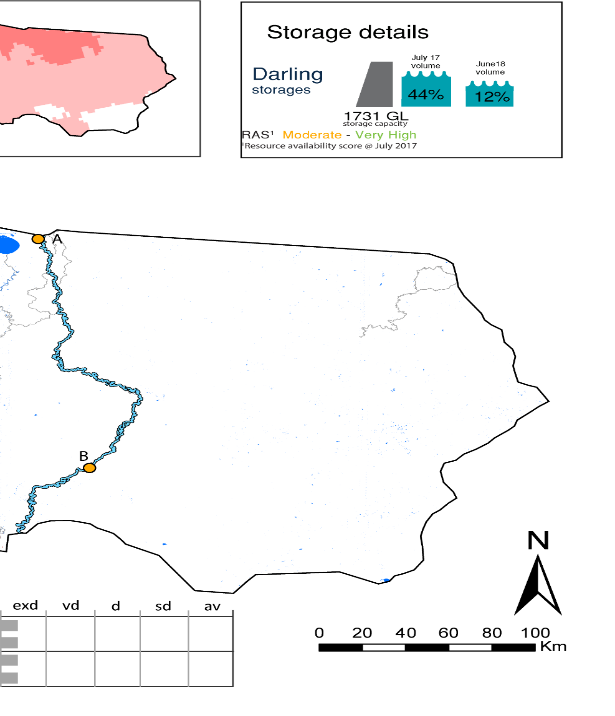 Storage details
July 17
volume
June18
volume
Darling
storages
44%
12%
1731 GL
storage capacity
RAS¹ Moderate - Very High
¹Resource availability score @ July 2017
A
B
N
exd vd d sd av
0 20 40 60 80 100
Km